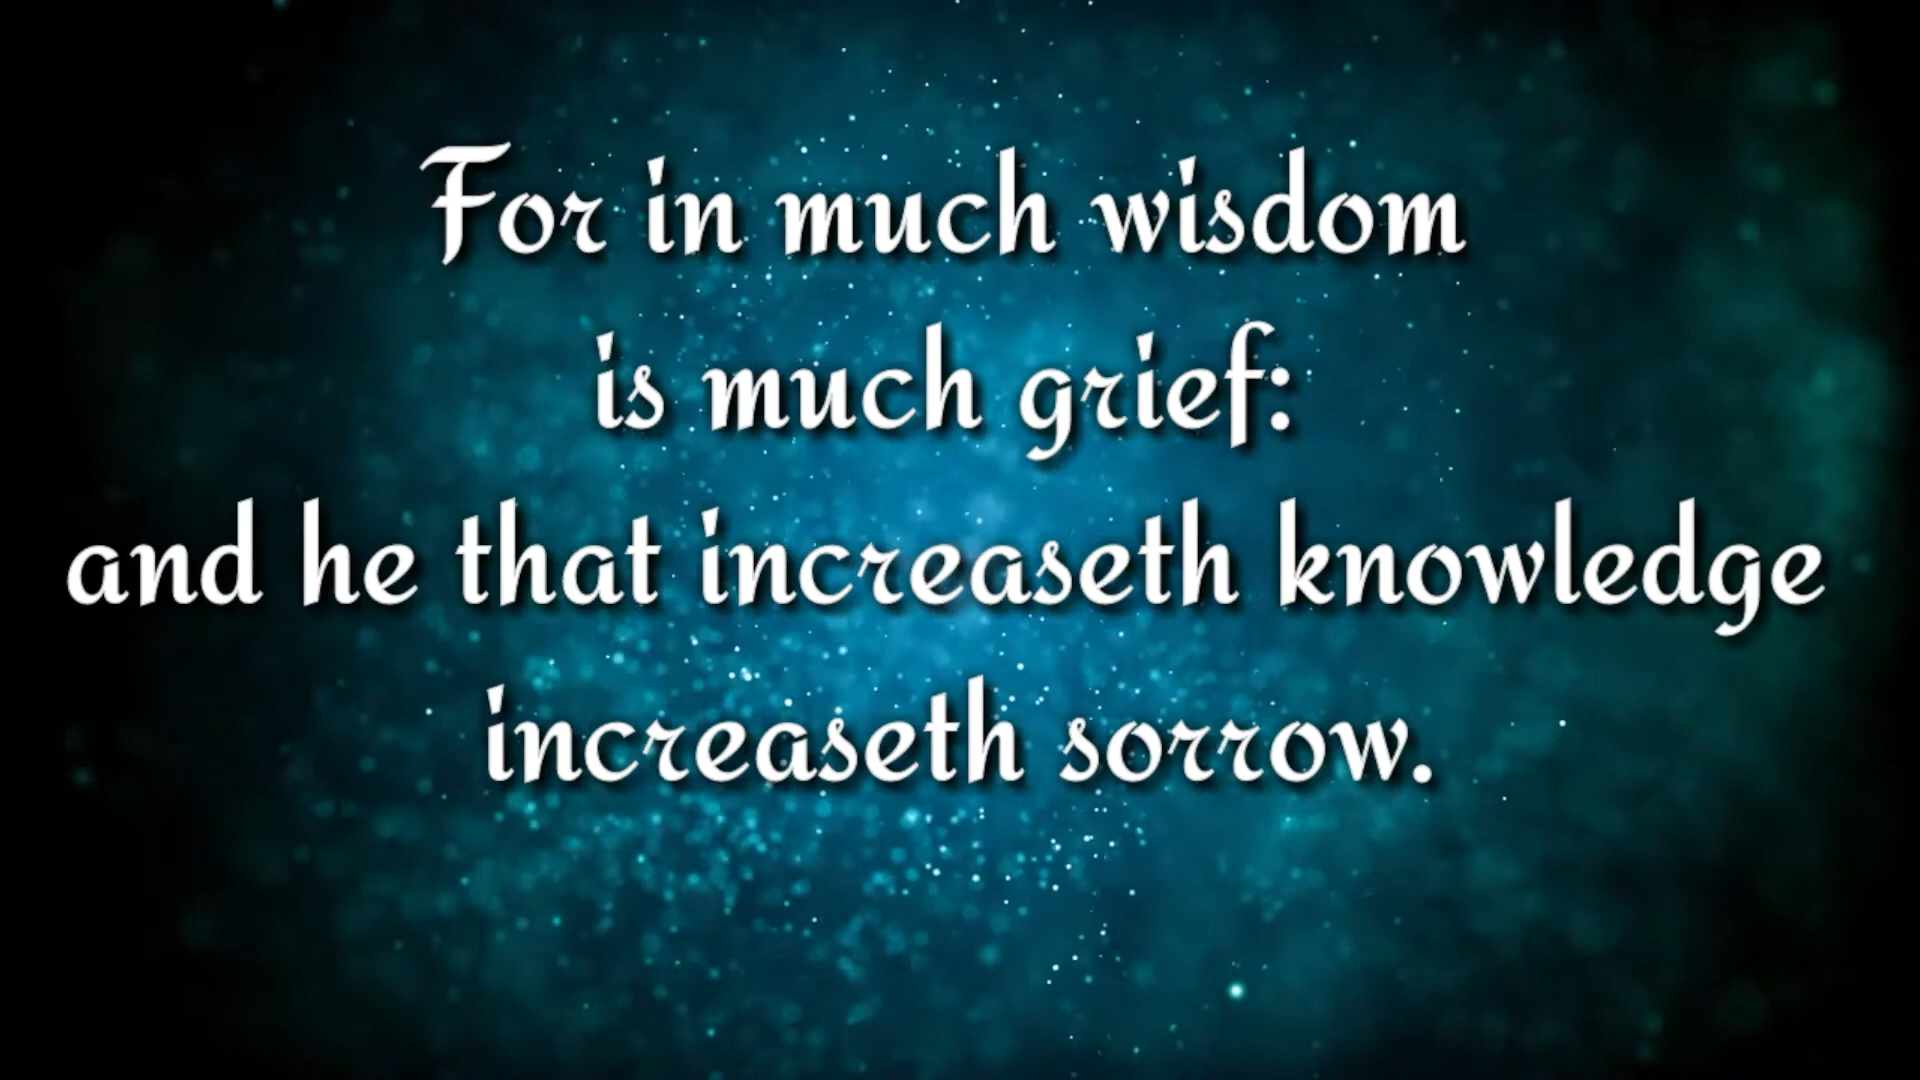 For in much wisdom
is much grief:
and he that increaseth knowledge
increaseth sorrow.